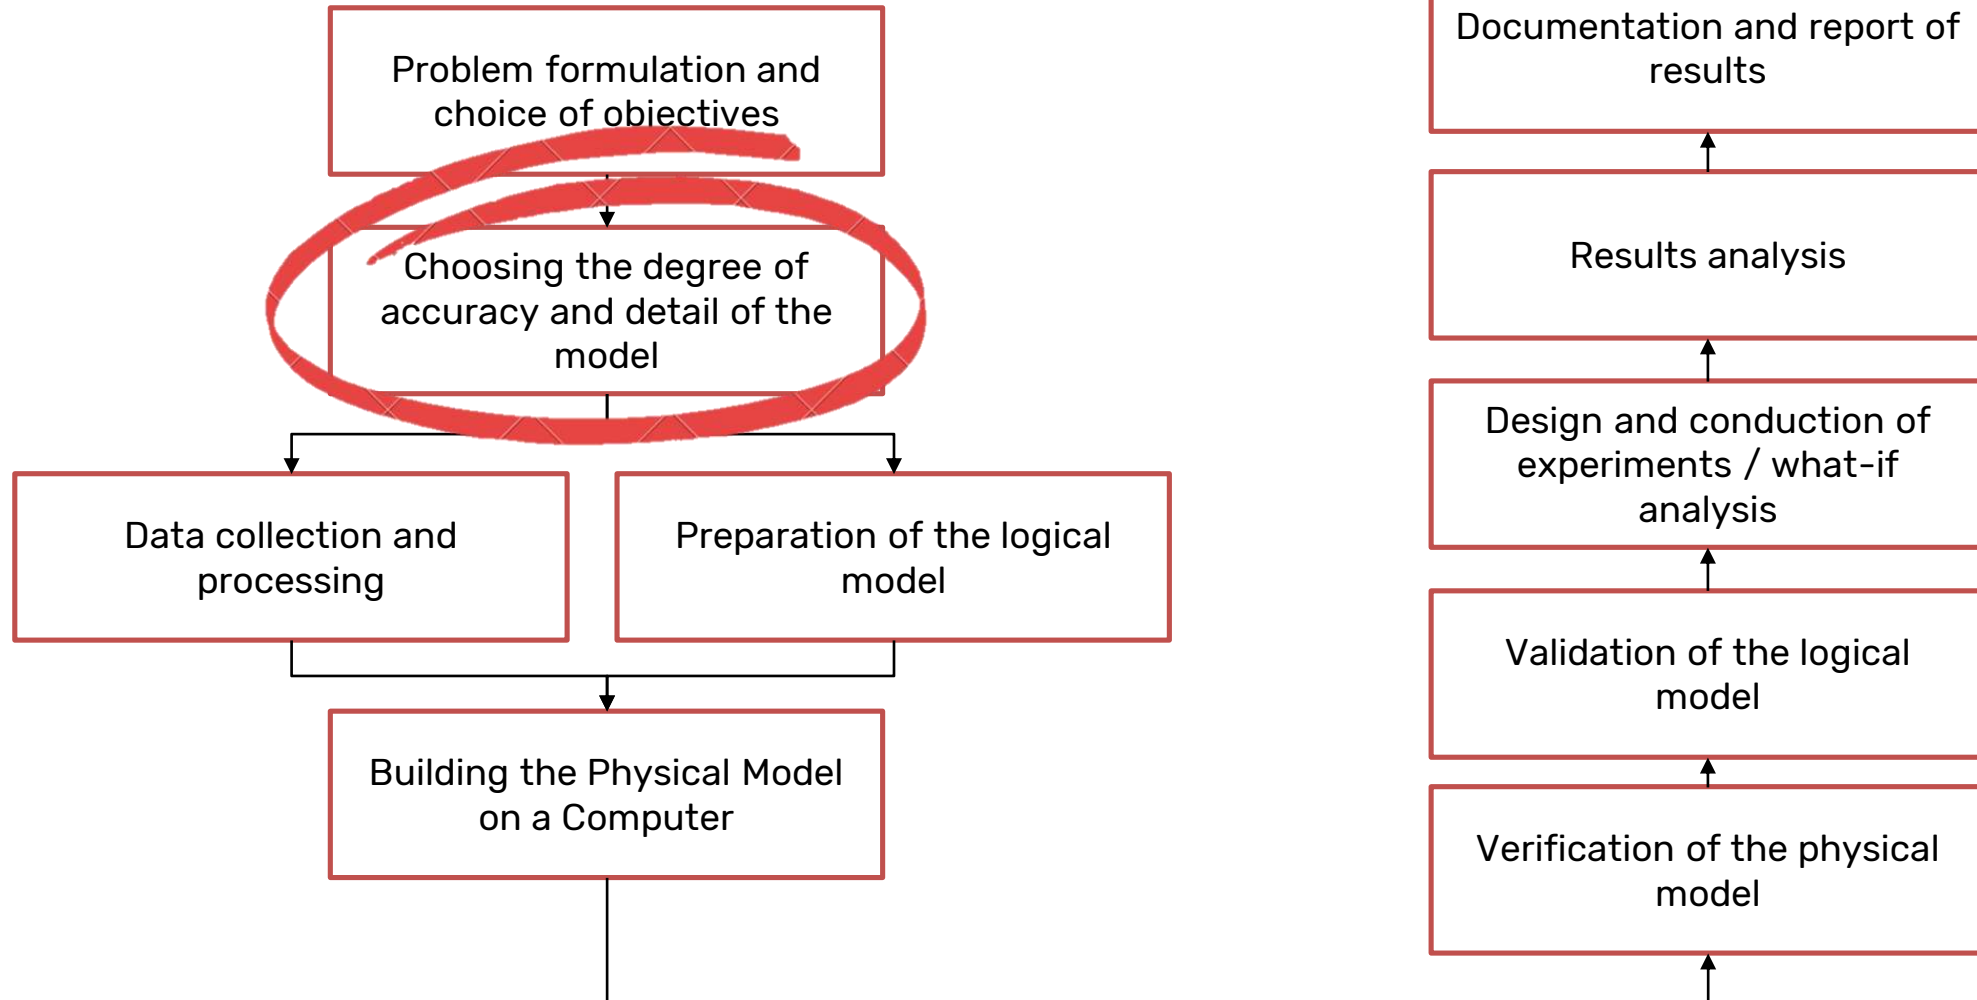 Problem formulation and
choice of objectives
Choosing the degree of
accuracy and detail of the
model
Data collection and
processing
Preparation of the logical
model
Building the Physical Model
on a Computer
Documentation and report of
results
Results analysis
Design and conduction of
experiments / what-if
analysis
Validation of the logical
model
Verification of the physical
model